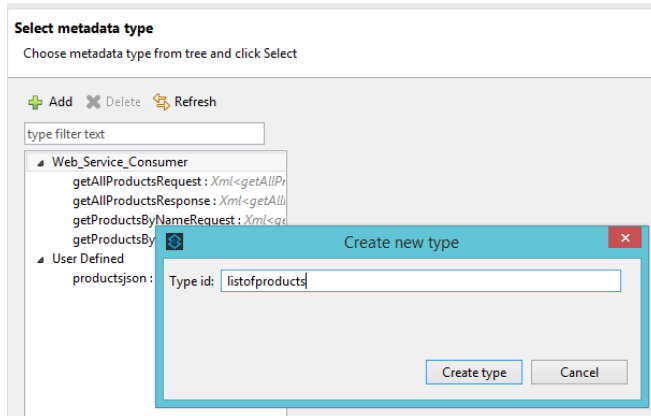 Select metadata type
Choose metadata type from tree and click Select
Add Delete Refresh
type filter text
Web_Service_Consumer
getAllProductsRequest : Xml<getAllPr
getAllProductsResponse : Xml<getAll
getProductsByNameRequest : Xml<ge
getProductsBy
User Defined
productsjson :
Create new type
Type id: listofproducts
Create type Cancel